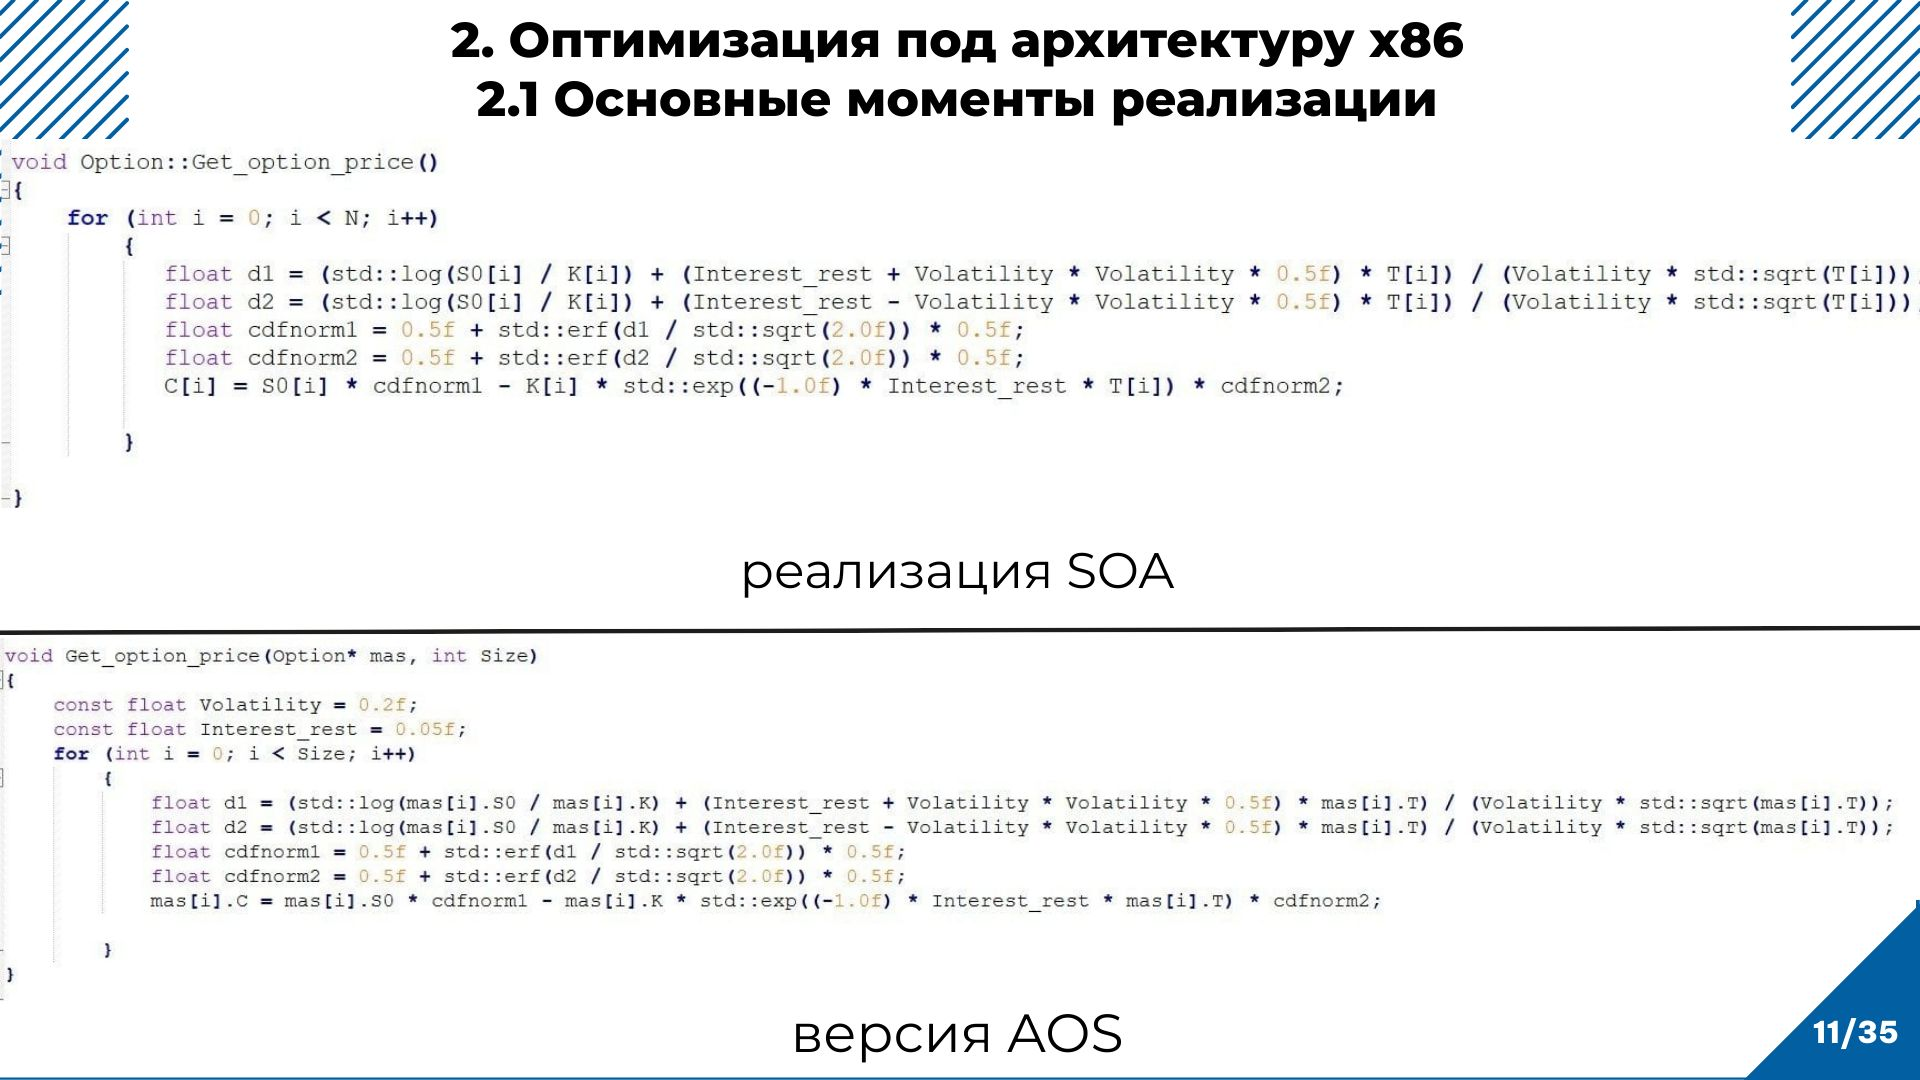 2. Оптимизация под архитектуру x86
2.1 Основные моменты реализации
void Option::Get_option_price()
{
for (int i = 0; i < N; i++)
{
float d1 = (std::log(S0[i] / K[i]) + (Interest_rest + Volatility * Volatility * 0.5f) * T[i]) / (Volatility * std::sqrt(T[i]))
float d2 = (std::log(S0[i] / K[i]) + (Interest_rest - Volatility * Volatility * 0.5f) * T[i]) / (Volatility * std::sqrt(T[i]))
float cdfnorm1 = 0.5f + std::erf(d1 / std::sqrt(2.0f)) * 0.5f;
float cdfnorm2 = 0.5f + std::erf(d2 / std::sqrt(2.0f)) * 0.5f;
C[i] = S0[i] * cdfnorm1 - K[i] * std::exp((-1.0f) * Interest_rest * T[i]) * cdfnorm2;
}
}
реализация SOA
void Get_option_price(Option* mas, int Size)
{
const float Volatility = 0.2f;
const float Interest_rest = 0.05f;
for (int i = 0; i < Size; i++)
{
float d1 = (std::log(mas[i].S0 / mas[i].K) + (Interest_rest + Volatility * Volatility * 0.5f) * mas[i].T) / (Volatility * std::sqrt(mas[i].T));
float d2 = (std::log(mas[i].S0 / mas[i].K) + (Interest_rest - Volatility * Volatility * 0.5f) * mas[i].T) / (Volatility * std::sqrt(mas[i].T));
float cdfnorm1 = 0.5f + std::erf(d1 / std::sqrt(2.0f)) * 0.5f;
float cdfnorm2 = 0.5f + std::erf(d2 / std::sqrt(2.0f)) * 0.5f;
mas[i].C = mas[i].S0 * cdfnorm1 - mas[i].K * std::exp((-1.0f) * Interest_rest * mas[i].T) * cdfnorm2;
}
}
версия AOS
11/35